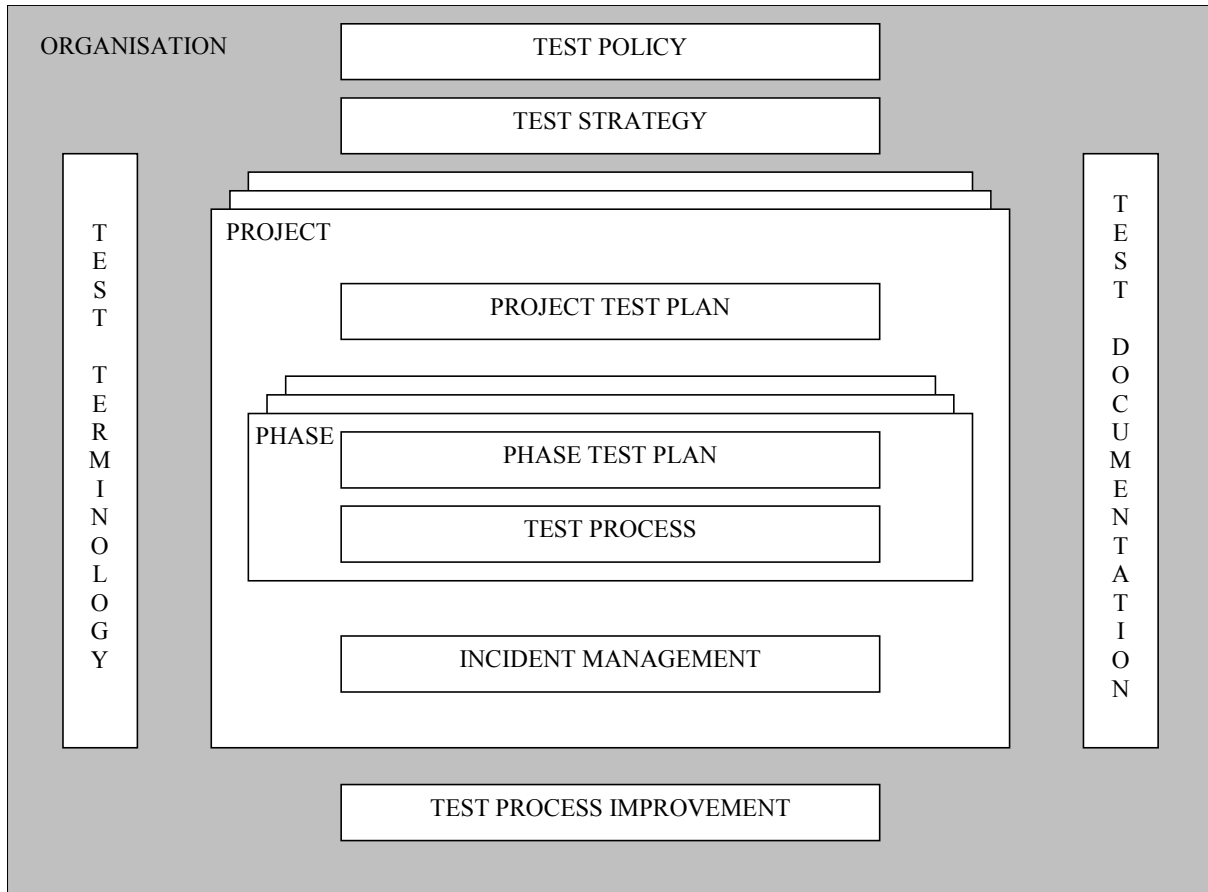 ORGANISATION
TEST POLICY
TEST STRATEGY
TEST TERMINOLOGY
PROJECT
PROJECT TEST PLAN
PHASE
PHASE TEST PLAN
TEST PROCESS
INCIDENT MANAGEMENT
TEST DOCUMENTATION
TEST PROCESS IMPROVEMENT